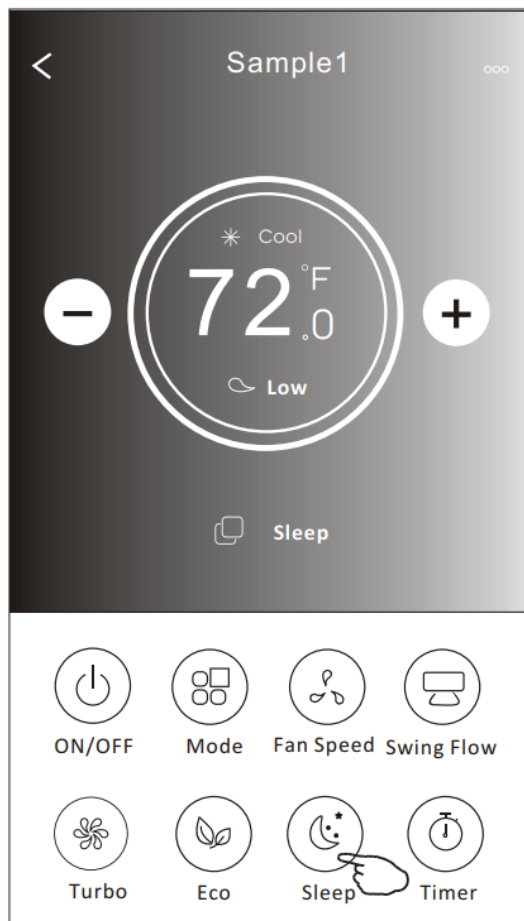 Sample1
Cool
72.0 °F
Low
Sleep
ON/OFF Mode Fan Speed Swing Flow
Turbo Eco Sleep Timer